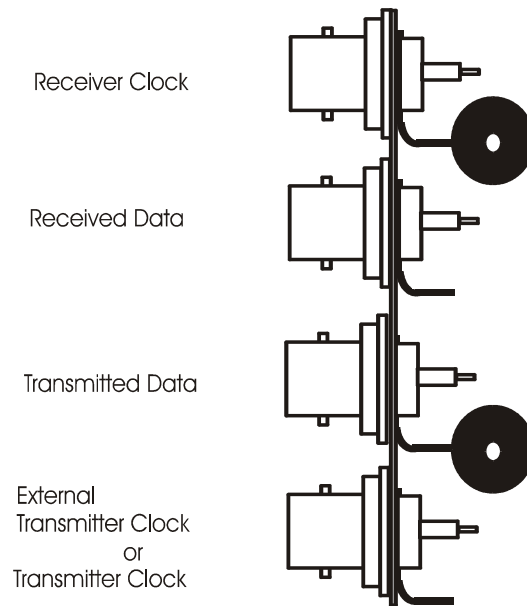 Receiver Clock
Received Data
Transmitted Data
External
Transmitter Clock
or
Transmitter Clock